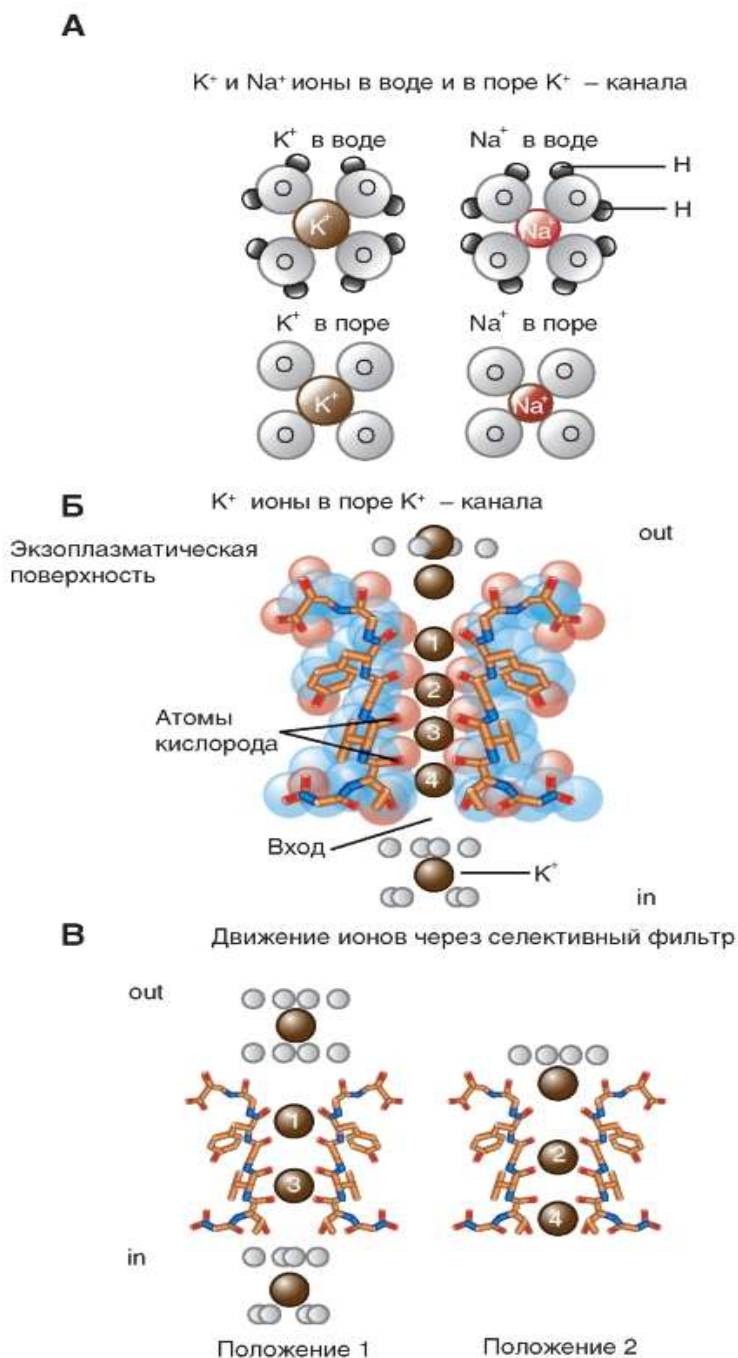 А
K⁺ и Na⁺ ионы в воде и в поре K⁺ – канала
K⁺ в воде
Na⁺ в воде
O
O
K⁺
O
O
O
O
Na⁺
O
O
H
H
K⁺ в поре
Na⁺ в поре
O
O
K⁺
O
O
O
O
Na⁺
O
O
Б
K⁺ ионы в поре K⁺ – канала
Экзоплазматическая
поверхность
out
1
2
3
4
Атомы
кислорода
Вход
K⁺
in
В
Движение ионов через селективный фильтр
out
1
3
2
4
in
Положение 1
Положение 2